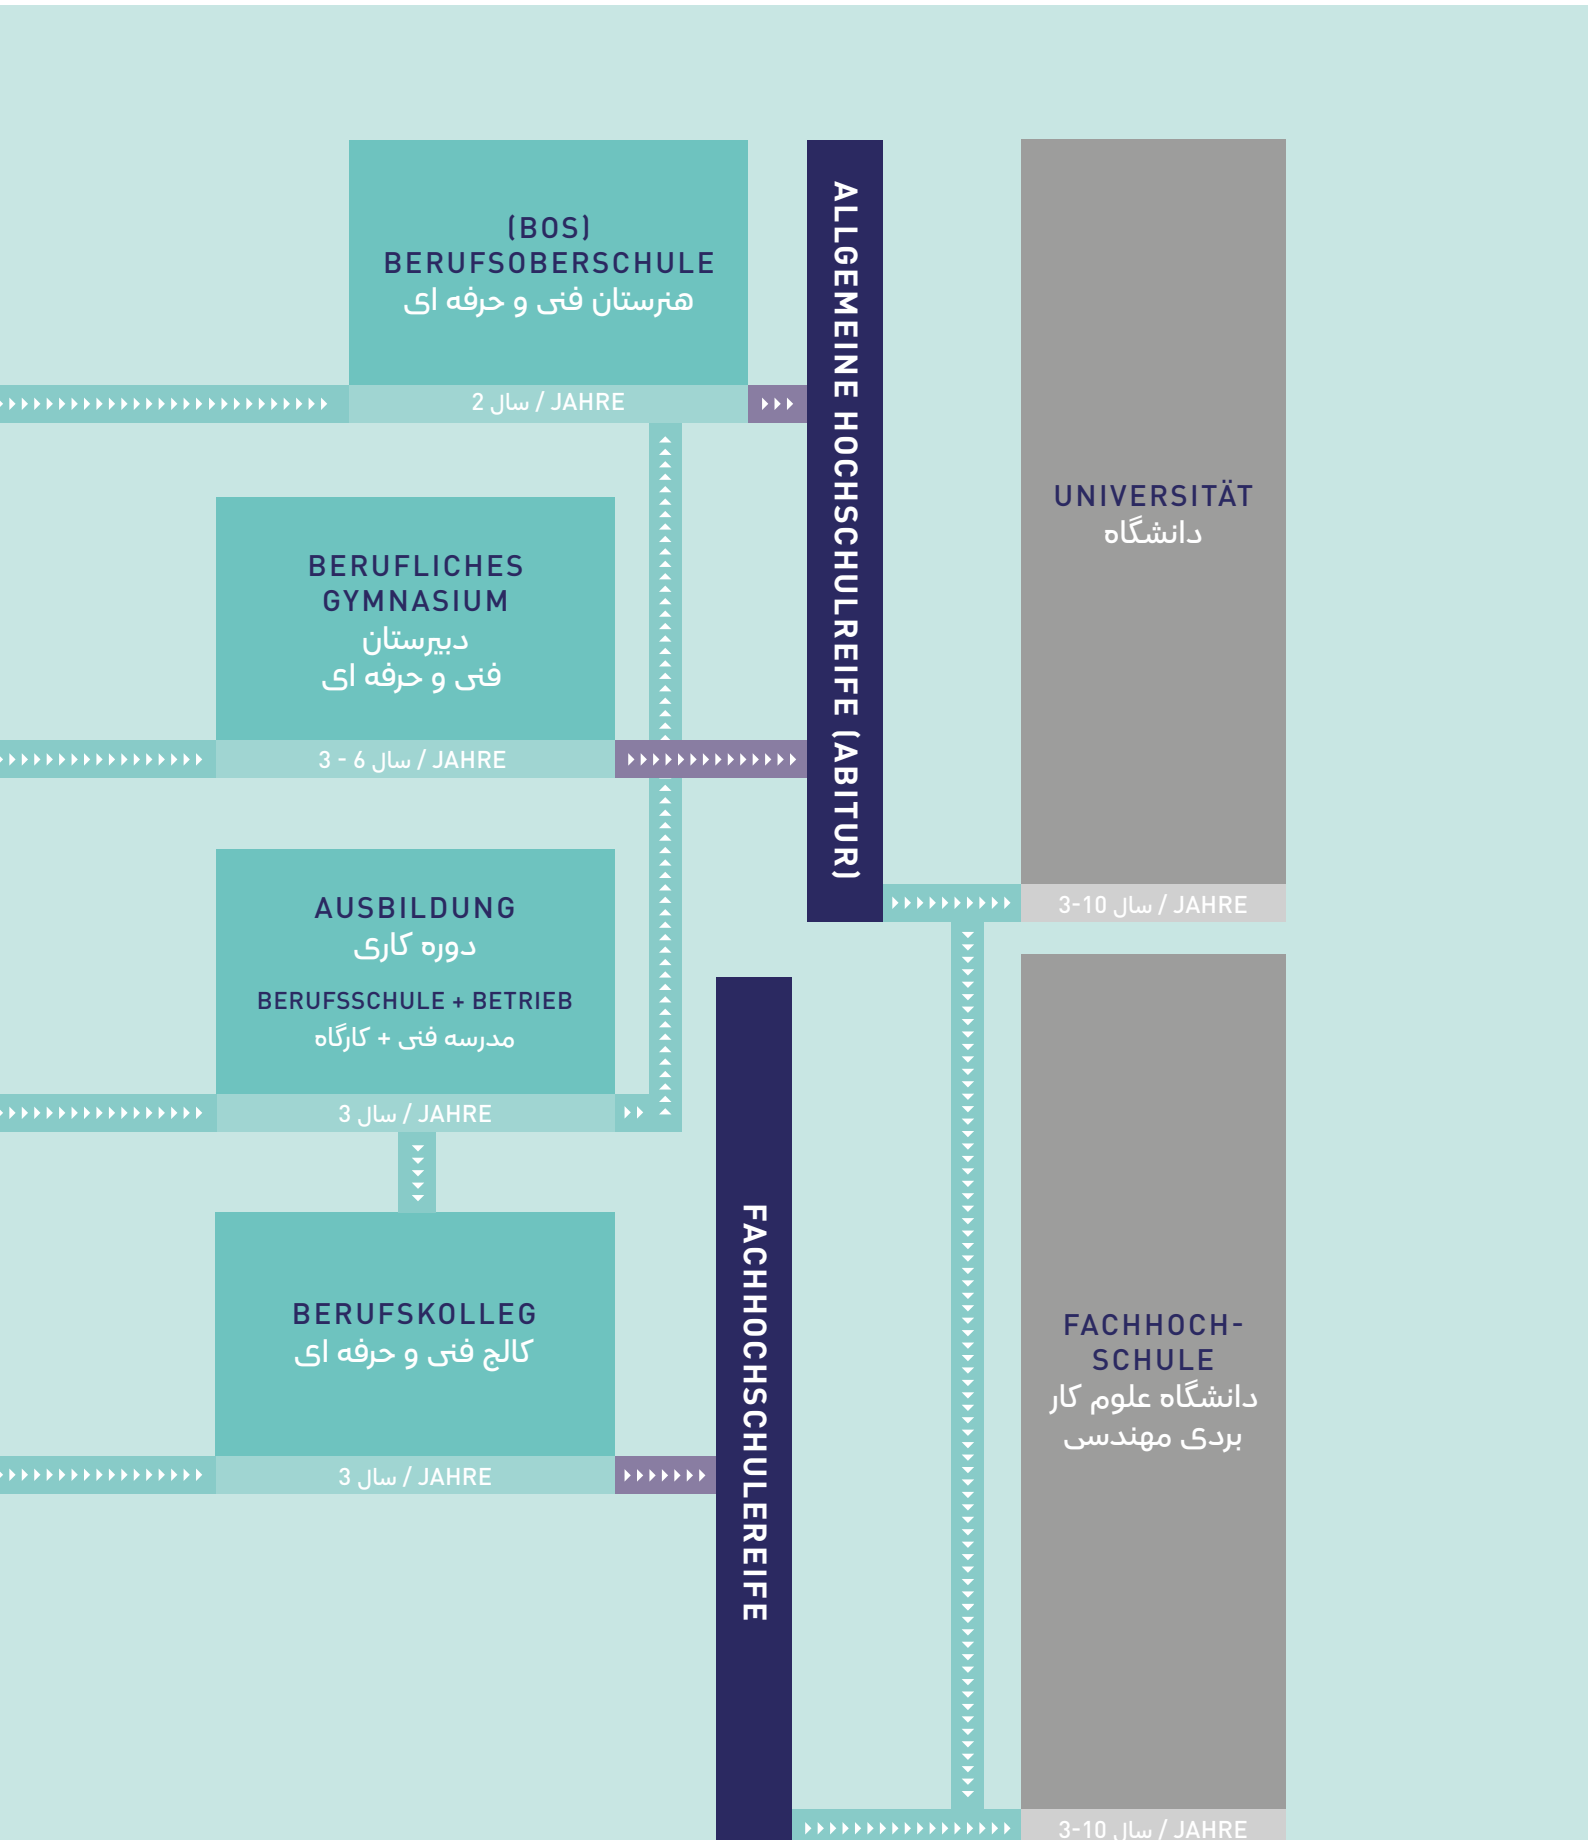 (BOS)
BERUFSOBERSCHULE
هنرستان فنی و حرفه ای
2 سال / JAHRE
BERUFLICHES
GYMNASIUM
دبیرستان
فنی و حرفه ای
3 - 6 سال / JAHRE
AUSBILDUNG
دوره کاری
BERUFSSCHULE + BETRIEB
مدرسه فنی + کارگاه
3 سال / JAHRE
BERUFSKOLLEG
کالج فنی و حرفه ای
3 سال / JAHRE
ALLGEMEINE HOCHSCHULREIFE (ABITUR)
FACHHOCHSCHULEREIFE
UNIVERSITÄT
دانشگاه
3-10 سال / JAHRE
FACHHOCH-
SCHULE
دانشگاه علوم کار
بردی مهندسی
3-10 سال / JAHRE